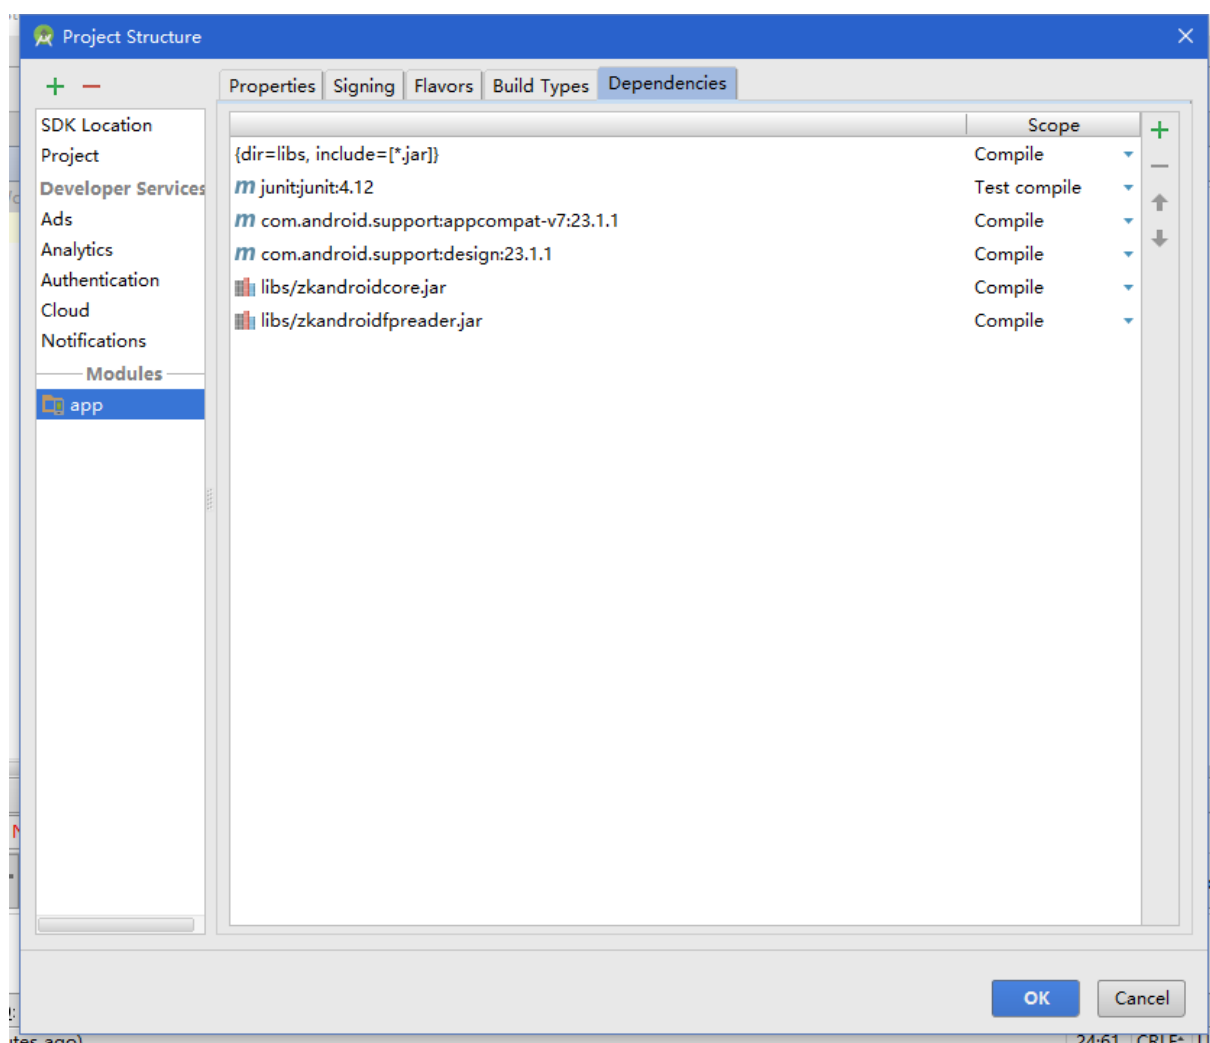 Project Structure
Properties Signing Flavors Build Types Dependencies
SDK Location
Project
Developer Services
Ads
Analytics
Authentication
Cloud
Notifications
Modules
app
Scope
{dir=libs, include=[*.jar]} Compile
m junit:junit:4.12 Test compile
m com.android.support:appcompat-v7:23.1.1 Compile
m com.android.support:design:23.1.1 Compile
libs/zkandroidcore.jar Compile
libs/zkandroidfpreader.jar Compile
OK Cancel
24:61 CRLF